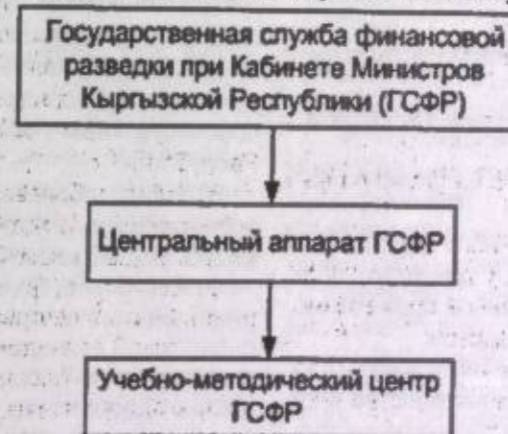 Государственная служба финансовой
разведки при Кабинете Министров
Кыргызской Республики (ГСФР)
Центральный аппарат ГСФР
Учебно-методический центр
ГСФР